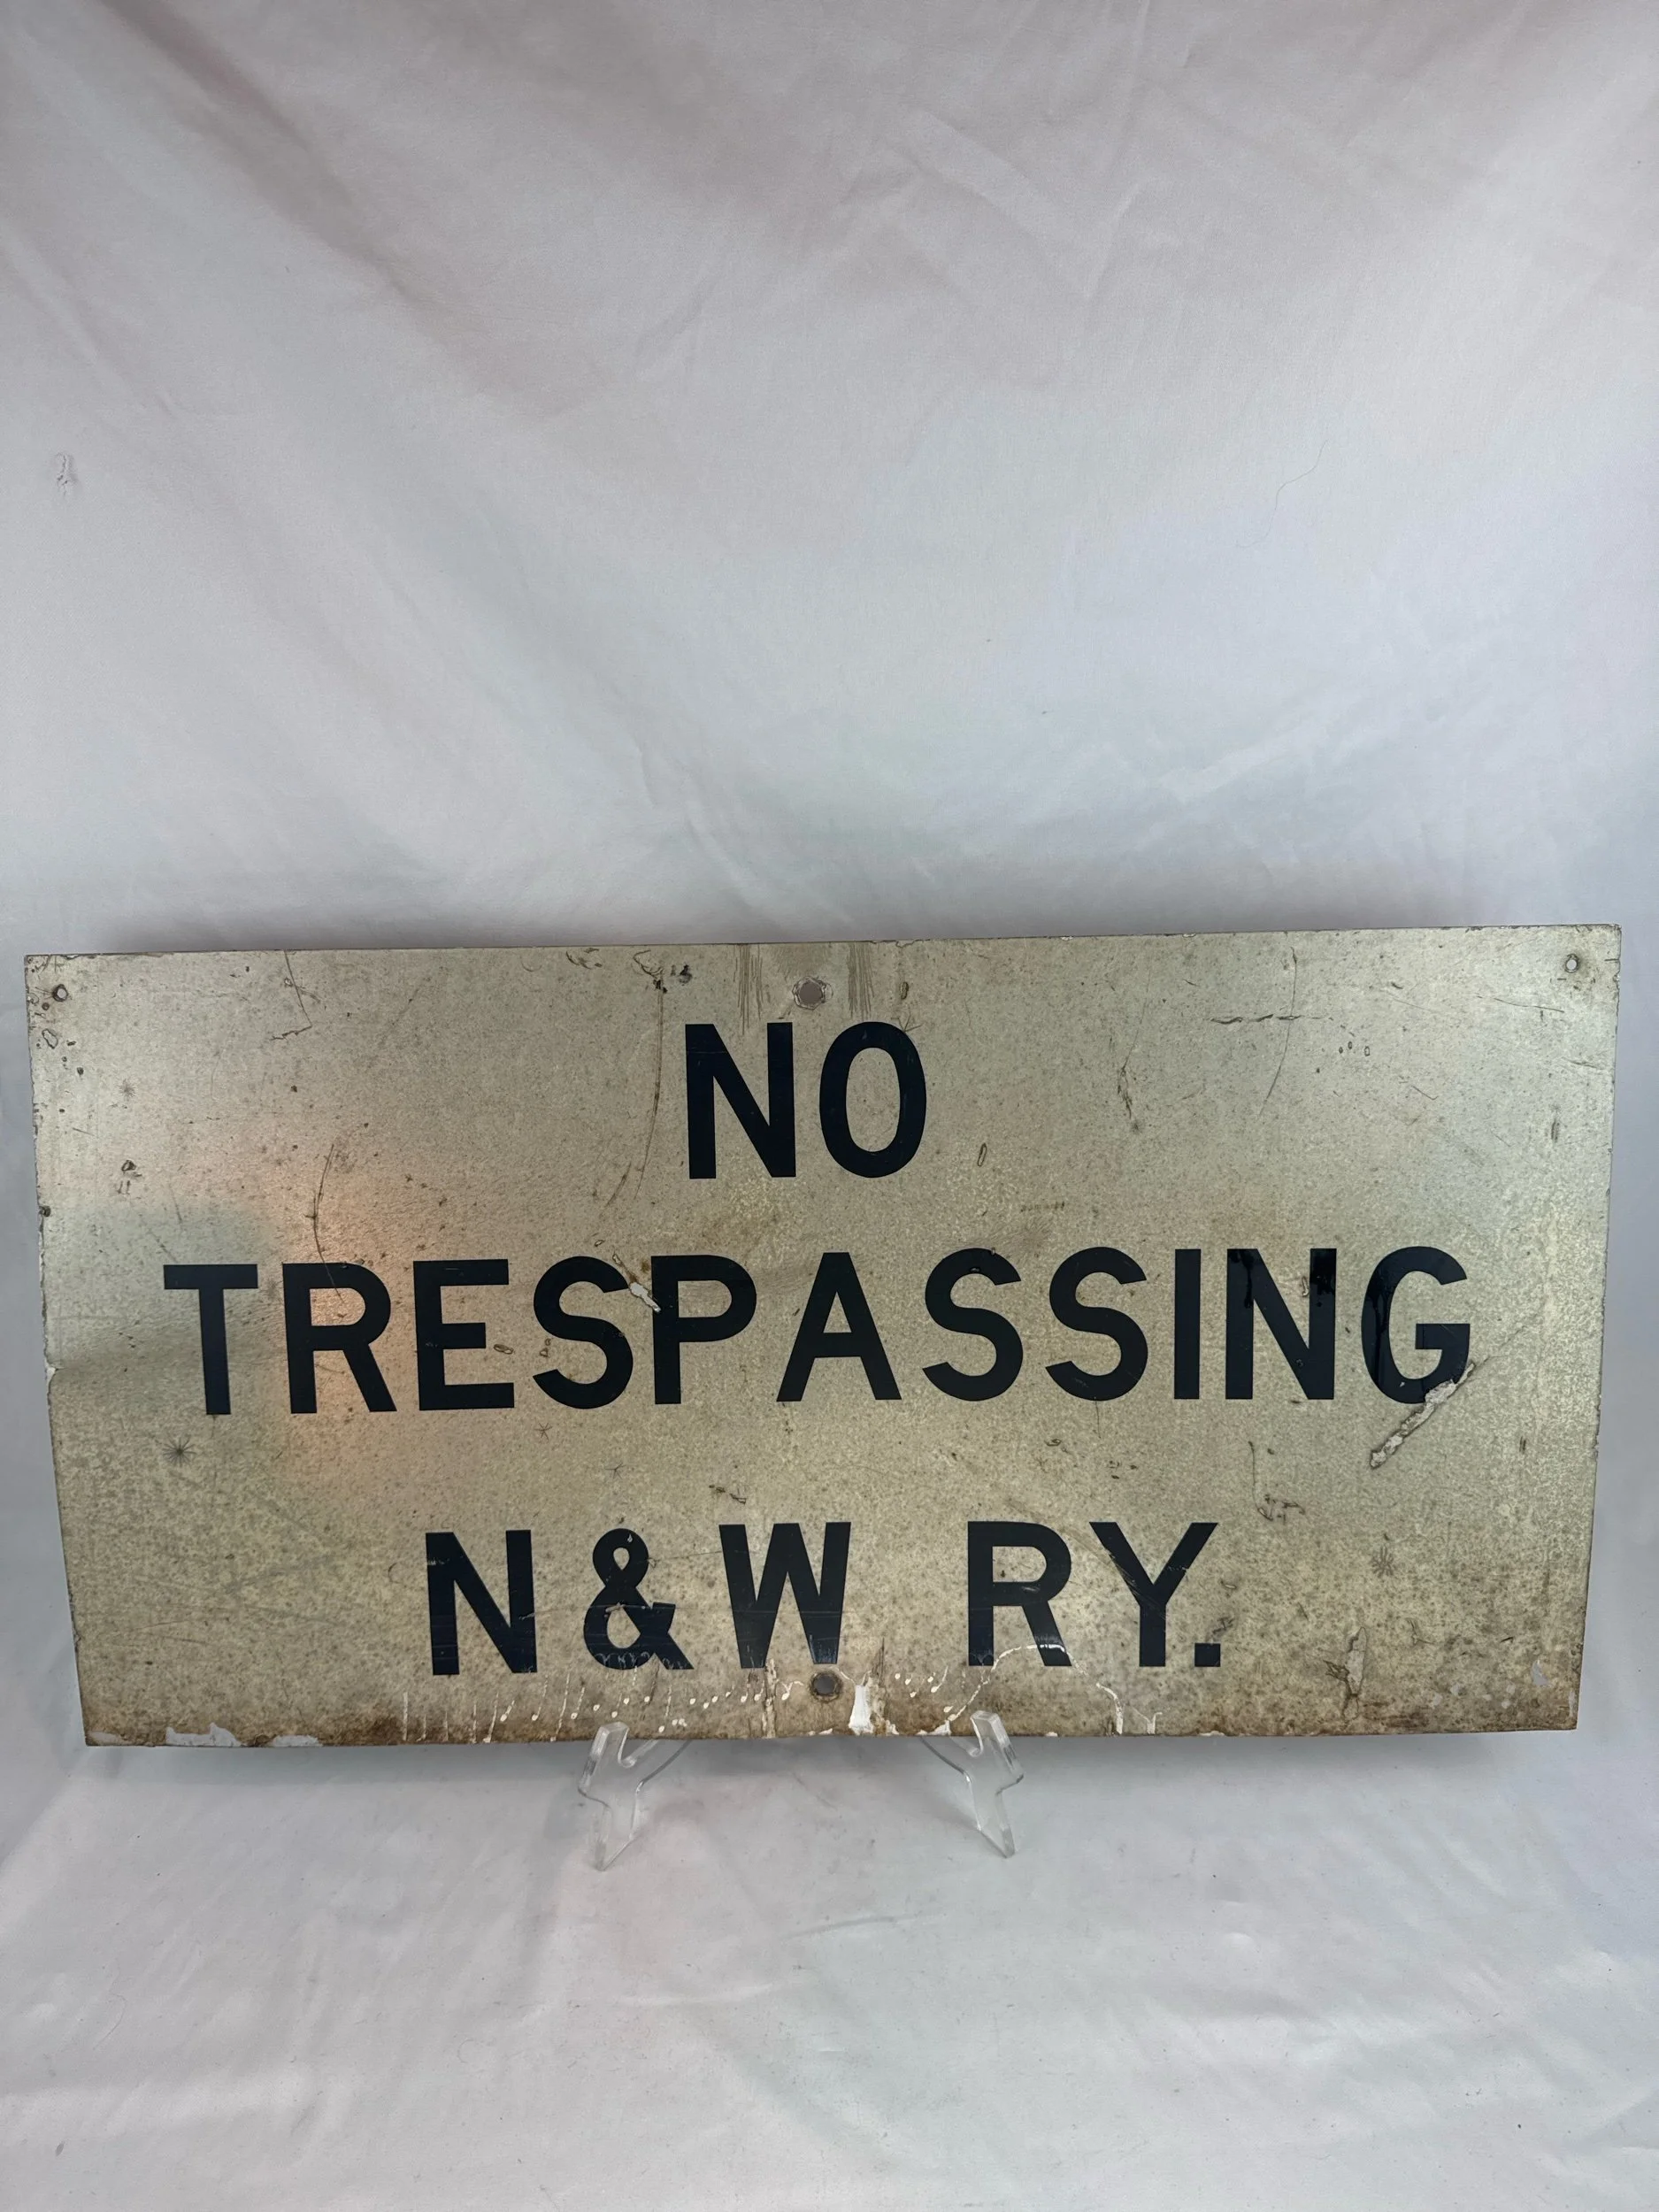 NO
TRESPASSING
N&W RY.